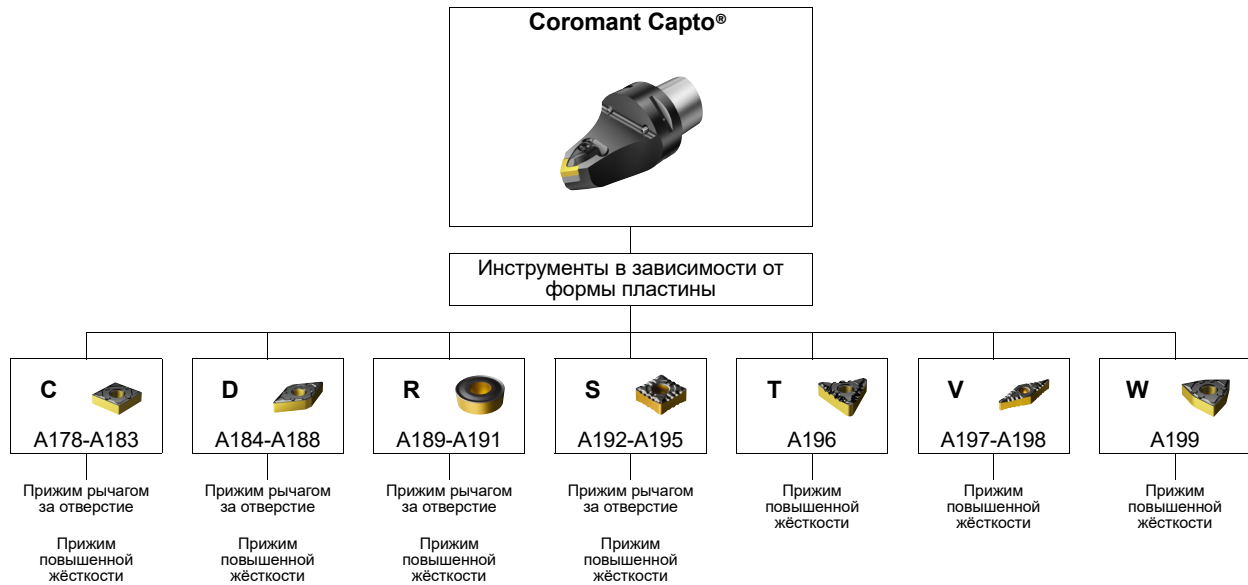 Coromant Capto®
Инструменты в зависимости от
формы пластины
C
A178-A183
D
A184-A188
R
A189-A191
S
A192-A195
T
A196
V
A197-A198
W
A199
Прижим рычагом
за отверстие
Прижим
повышенной
жёсткости
Прижим рычагом
за отверстие
Прижим
повышенной
жёсткости
Прижим рычагом
за отверстие
Прижим
повышенной
жёсткости
Прижим рычагом
за отверстие
Прижим
повышенной
жёсткости
Прижим
повышенной
жёсткости
Прижим
повышенной
жёсткости
Прижим
повышенной
жёсткости